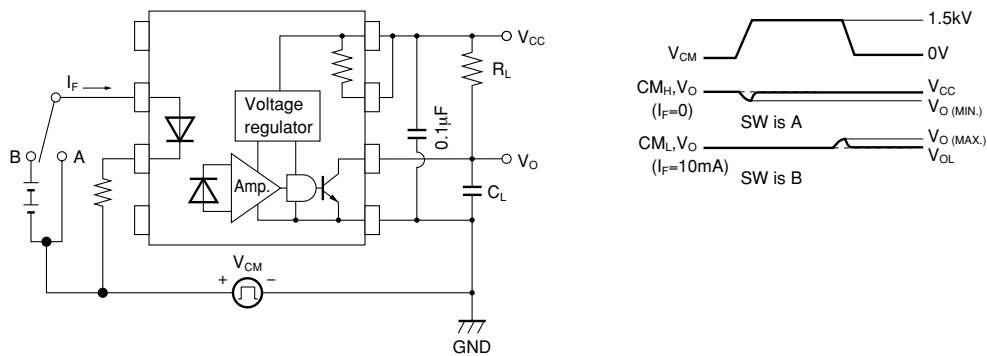 I_F
B
A
Voltage
regulator
Amp.
0.1μF
V_CC
R_L
V_O
C_L
V_CM
+
−
GND
V_CM
1.5kV
0V
CM_H,V_O
(I_F=0)
SW is A
V_CC
V_O (MIN.)
CM_L,V_O
(I_F=10mA)
SW is B
V_O (MAX.)
V_OL